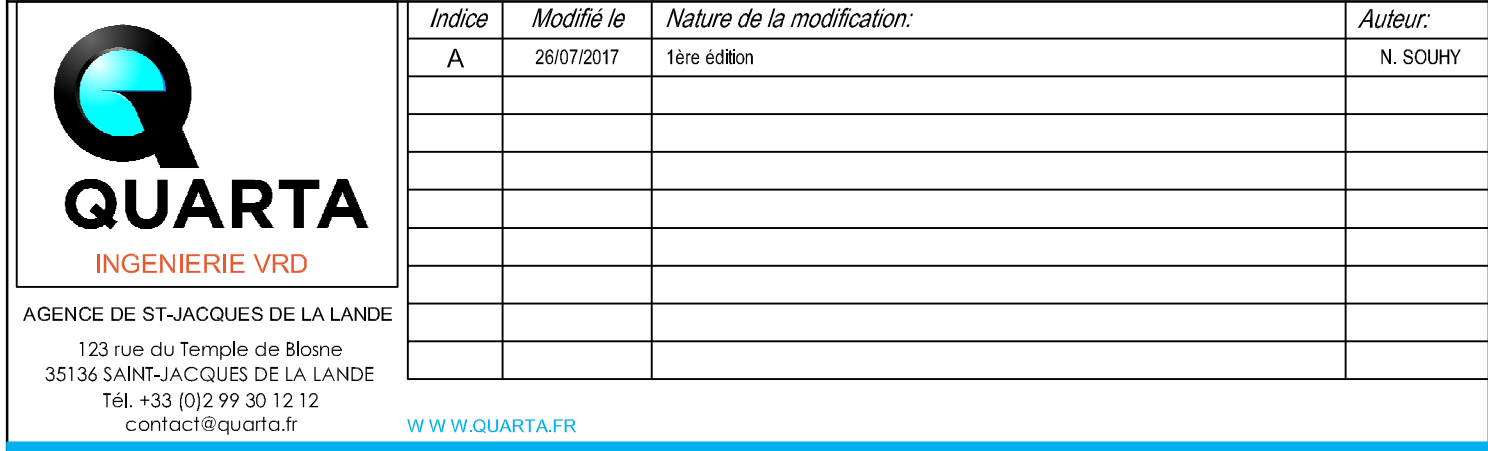 QUARTA
INGENIERIE VRD
AGENCE DE ST-JACQUES DE LA LANDE
123 rue du Temple de Blosne
35136 SAINT-JACQUES DE LA LANDE
Tél. +33 (0)2 99 30 12 12
contact@quarta.fr
Indice Modifié le Nature de la modification: Auteur:
A 26/07/2017 1ère édition N. SOUHY
W W W.QUARTA.FR